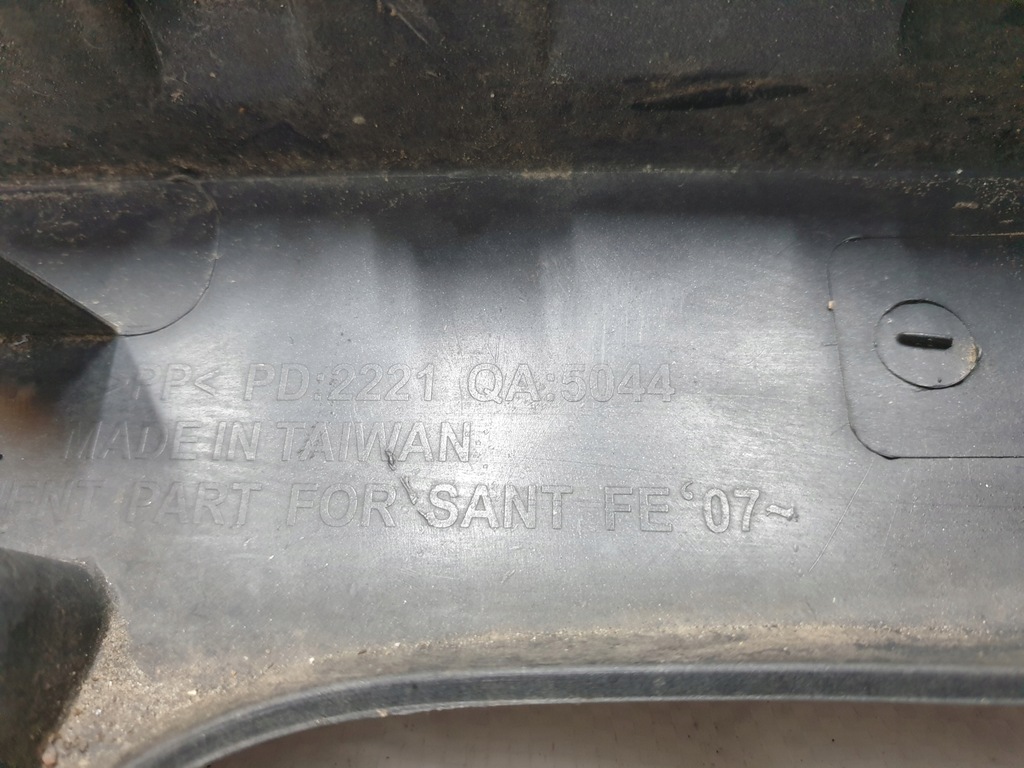 >PP< PD:2221 QA:5044
MADE IN TAIWAN
PART FOR SANT FE '07~